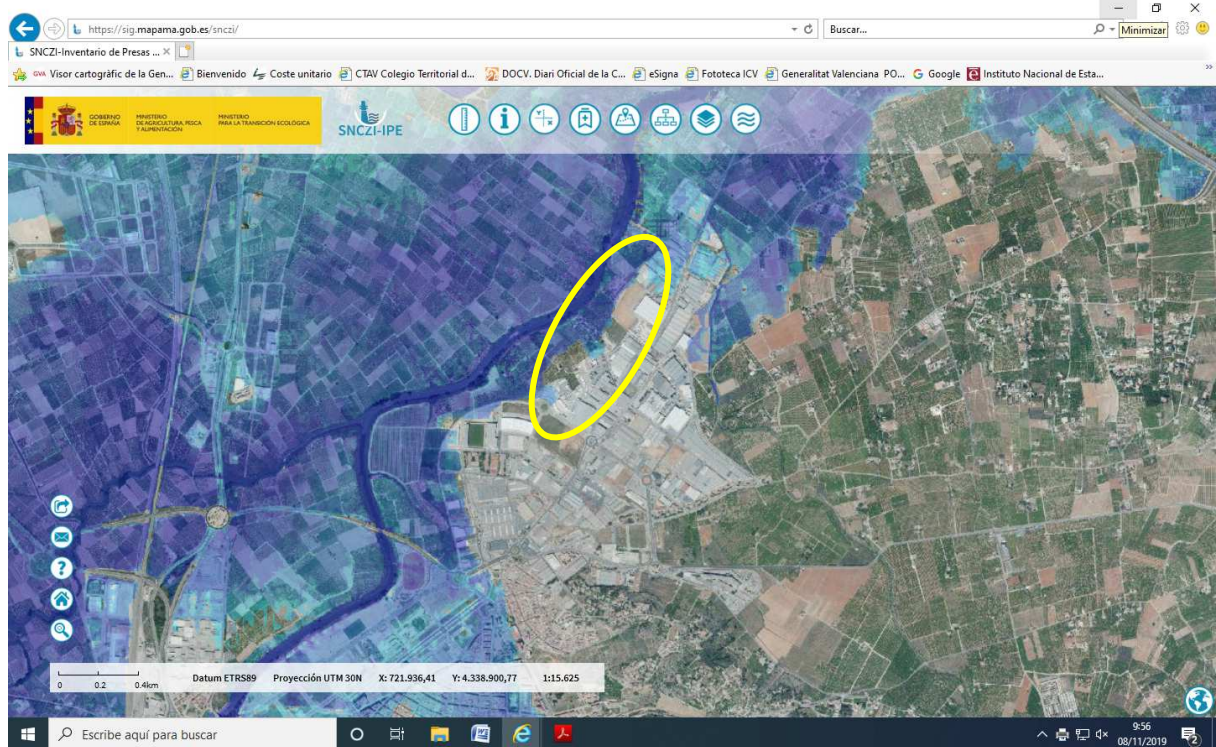 https://sig.mapama.gob.es/snczi/
Buscar...
Minimizar
SNCZI-Inventario de Presas ...
GVA Visor cartogràfic de la Gen... Bienvenido Coste unitario CTAV Colegio Territorial d... DOCV. Diari Oficial de la C... eSigna Fototeca ICV Generalitat Valenciana PO... Google Instituto Nacional de Esta...
GOBIERNO DE ESPAÑA
MINISTERIO DE AGRICULTURA, PESCA Y ALIMENTACIÓN
MINISTERIO PARA LA TRANSICIÓN ECOLÓGICA
SNCZI-IPE
0 0.2 0.4km
Datum ETRS89 Proyección UTM 30N X: 721.936,41 Y: 4.338.900,77 1:15.625
Escribe aquí para buscar
9:56
08/11/2019
2